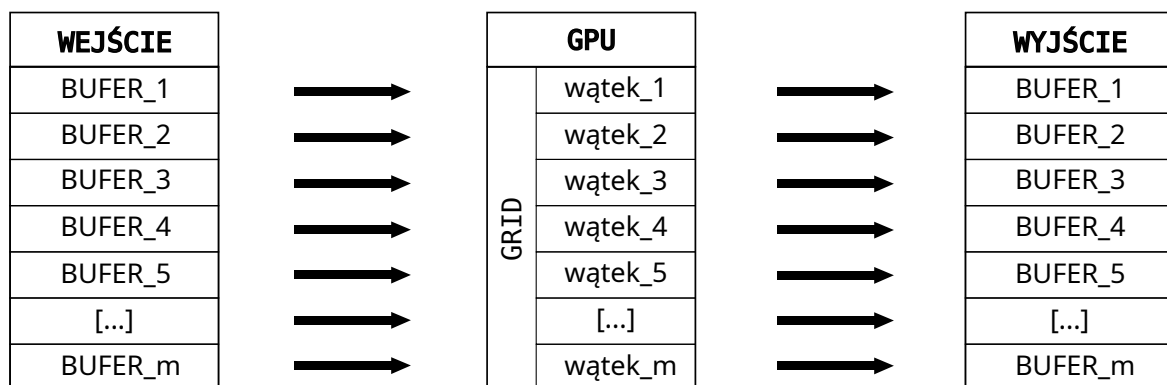 WEJŚCIE GPU WYJŚCIE
BUFER_1 wątek_1 BUFER_1
BUFER_2 wątek_2 BUFER_2
BUFER_3 wątek_3 BUFER_3
GRID
BUFER_4 wątek_4 BUFER_4
BUFER_5 wątek_5 BUFER_5
[...] [...] [...]
BUFER_m wątek_m BUFER_m